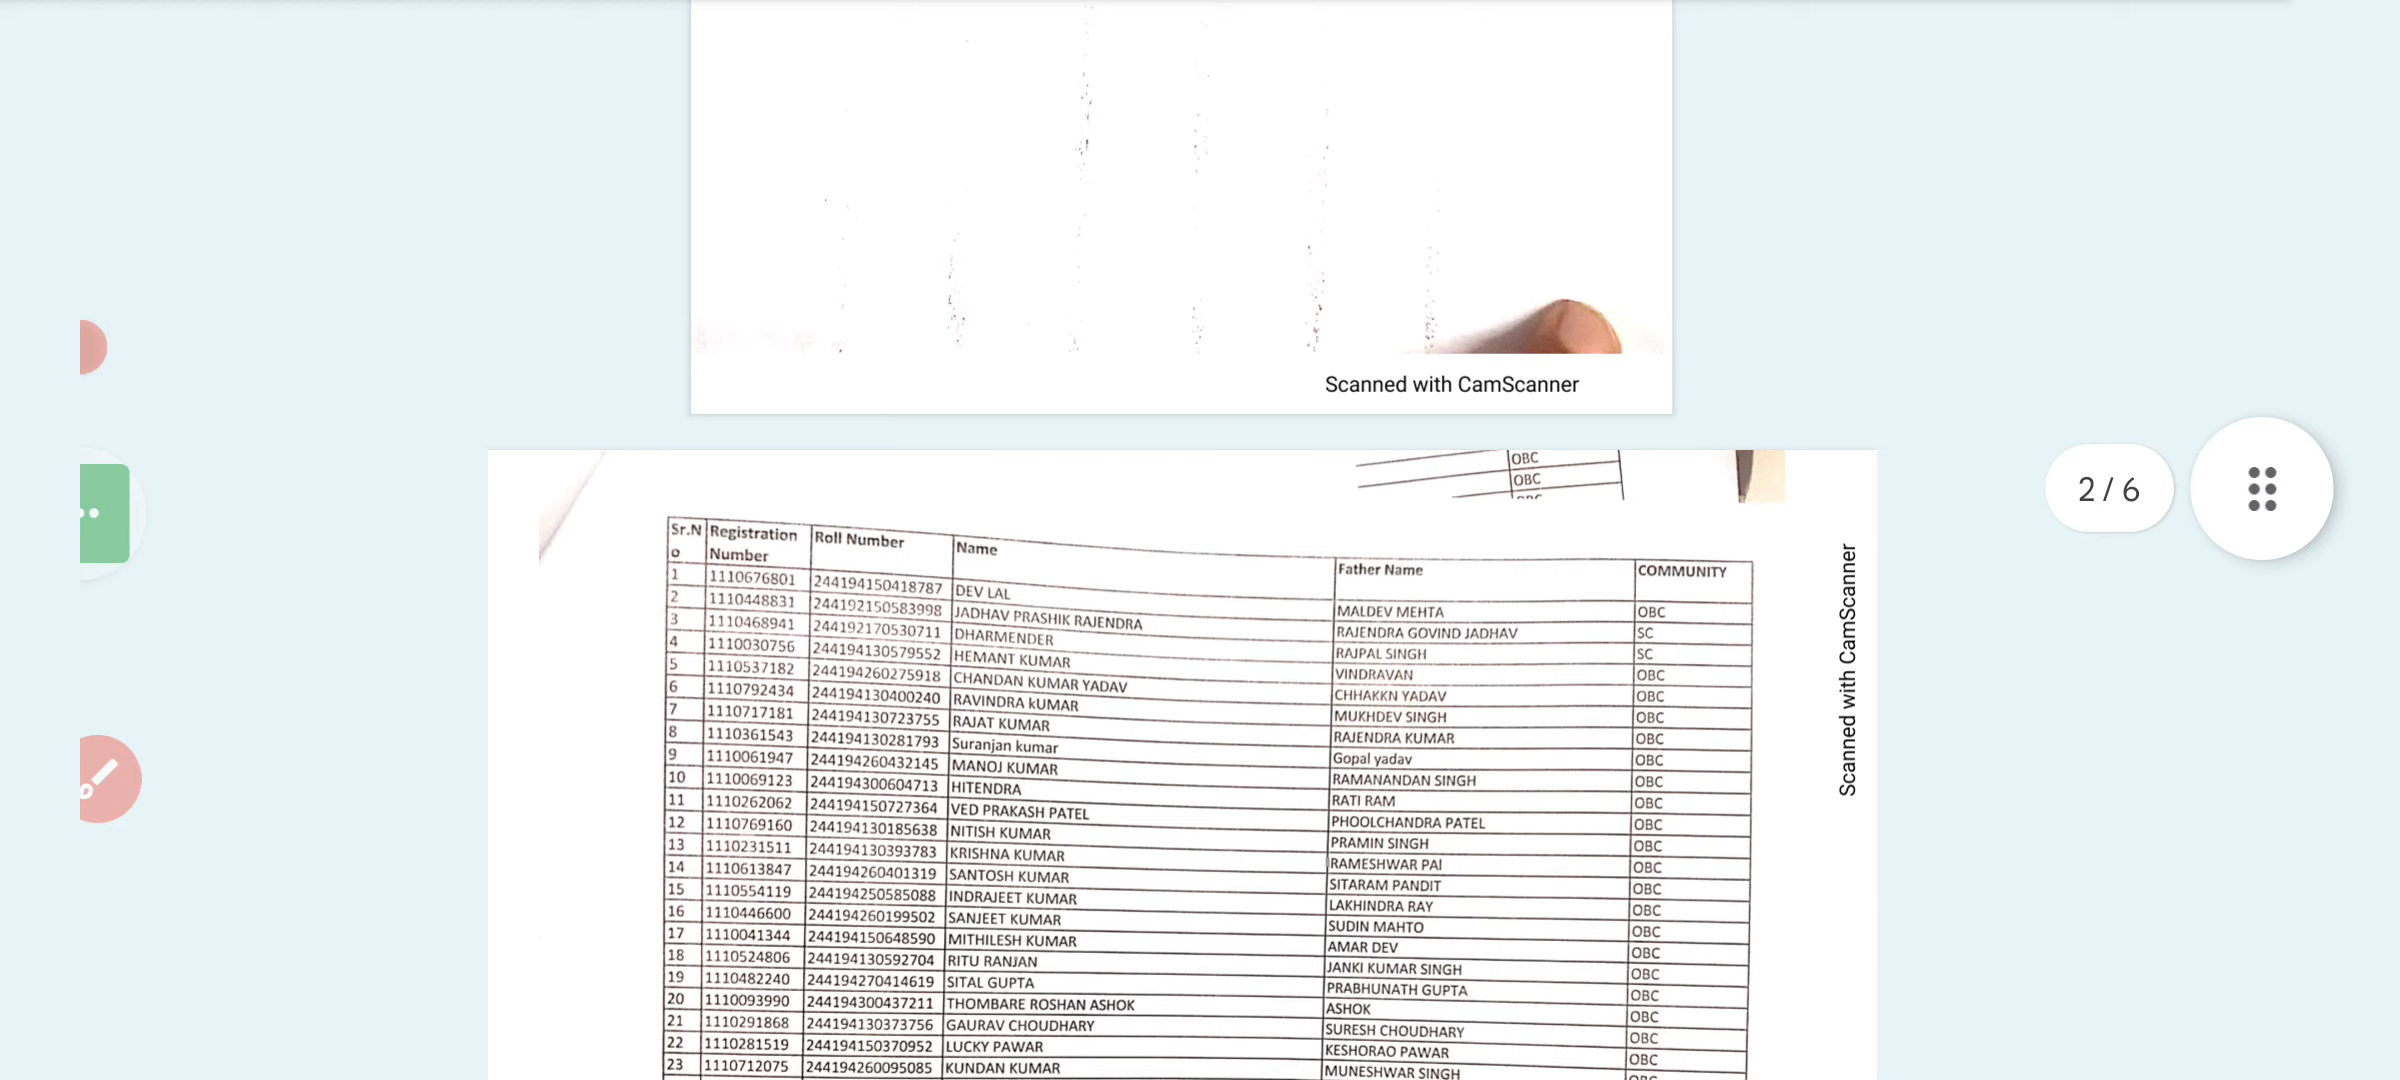 Scanned with CamScanner
OBC
OBC
Sr.No Registration Number Roll Number Name Father Name COMMUNITY
1 1110676801 244194150418787 DEV LAL MALDEV MEHTA OBC
2 1110448831 244192150583998 JADHAV PRASHIK RAJENDRA RAJENDRA GOVIND JADHAV SC
3 1110468941 244192170530711 DHARMENDER RAJPAL SINGH SC
4 1110030756 244194130579552 HEMANT KUMAR VINDRAVAN OBC
5 1110537182 244194260275918 CHANDAN KUMAR YADAV CHHAKKN YADAV OBC
6 1110792434 244194130400240 RAVINDRA kUMAR MUKHDEV SINGH OBC
7 1110717181 244194130723755 RAJAT KUMAR RAJENDRA KUMAR OBC
8 1110361543 244194130281793 Suranjan kumar Gopal yadav OBC
9 1110061947 244194260432145 MANOJ KUMAR RAMANANDAN SINGH OBC
10 1110069123 244194300604713 HITENDRA RATI RAM OBC
11 1110262062 244194150727364 VED PRAKASH PATEL PHOOLCHANDRA PATEL OBC
12 1110769160 244194130185638 NITISH KUMAR PRAMIN SINGH OBC
13 1110231511 244194130393783 KRISHNA KUMAR RAMESHWAR PAI OBC
14 1110613847 244194260401319 SANTOSH KUMAR SITARAM PANDIT OBC
15 1110554119 244194250585088 INDRAJEET KUMAR LAKHINDRA RAY OBC
16 1110446600 244194260199502 SANJEET KUMAR SUDIN MAHTO OBC
17 1110041344 244194150648590 MITHILESH KUMAR AMAR DEV OBC
18 1110524806 244194130592704 RITU RANJAN JANKI KUMAR SINGH OBC
19 1110482240 244194270414619 SITAL GUPTA PRABHUNATH GUPTA OBC
20 1110093990 244194300437211 THOMBARE ROSHAN ASHOK ASHOK OBC
21 1110291868 244194130373756 GAURAV CHOUDHARY SURESH CHOUDHARY OBC
22 1110281519 244194150370952 LUCKY PAWAR KESHORAO PAWAR OBC
23 1110712075 244194260095085 KUNDAN KUMAR MUNESHWAR SINGH OBC
Scanned with CamScanner
2 / 6